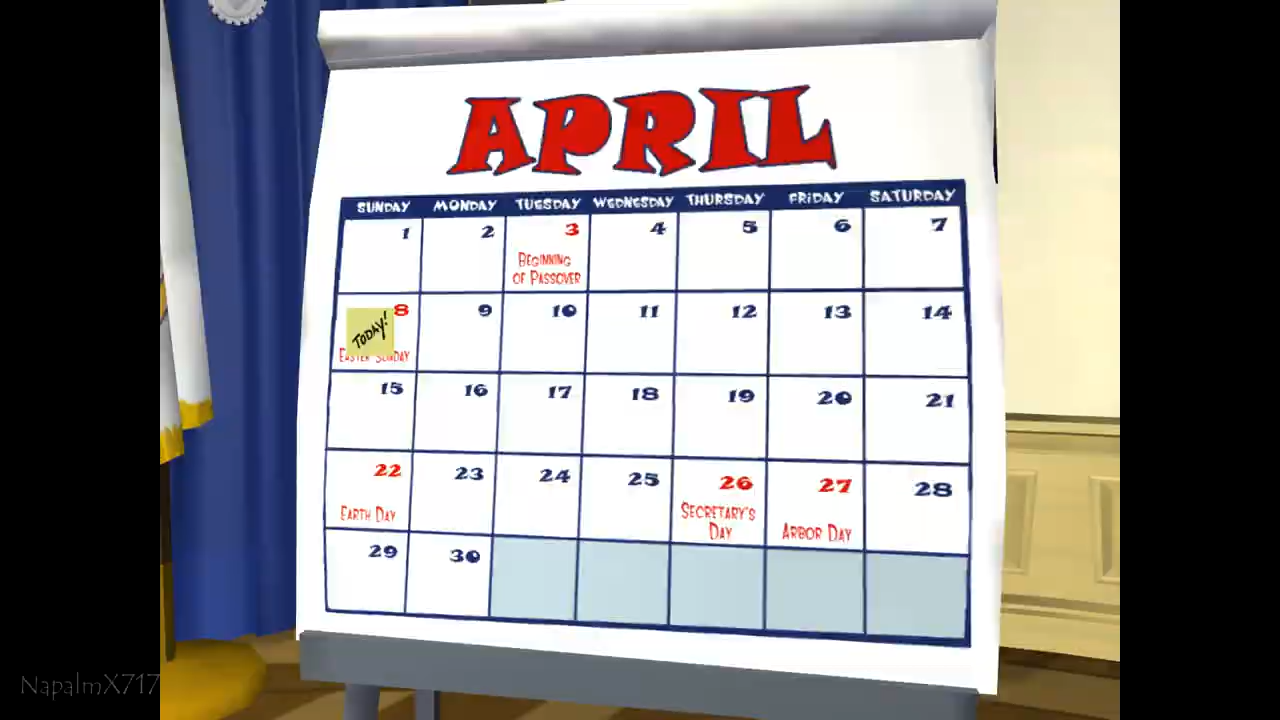 APRIL
SUNDAY MONDAY TUESDAY WEDNESDAY THURSDAY FRIDAY SATURDAY
1 2 3 4 5 6 7
BEGINNING
OF PASSOVER
8 9 10 11 12 13 14
TODAY!
EASTER SUNDAY
15 16 17 18 19 20 21
22 23 24 25 26 27 28
EARTH DAY
SECRETARY'S
DAY
ARBOR DAY
29 30
NapalmX717